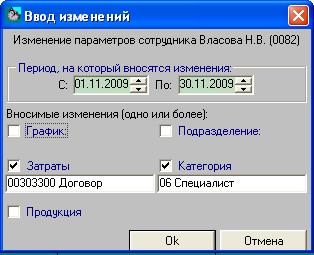 Ввод изменений
Изменение параметров сотрудника Власова Н.В. (0082)
Период, на который вносятся изменения:
С: 01.11.2009 По: 30.11.2009
Вносимые изменения (одно или более):
График: Подразделение:
Затраты Категория
00303300 Договор 06 Специалист
Продукция
Ok Отмена